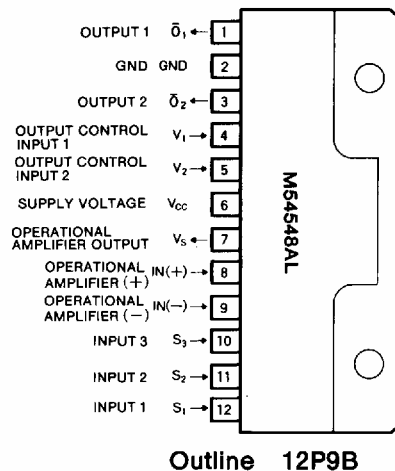 OUTPUT 1 Ō₁ 1
GND GND 2
OUTPUT 2 Ō₂ 3
OUTPUT CONTROL
INPUT 1 V₁ 4
OUTPUT CONTROL
INPUT 2 V₂ 5
SUPPLY VOLTAGE VCC 6
OPERATIONAL
AMPLIFIER OUTPUT VS 7
OPERATIONAL
AMPLIFIER (+) IN(+) 8
OPERATIONAL
AMPLIFIER (−) IN(−) 9
INPUT 3 S₃ 10
INPUT 2 S₂ 11
INPUT 1 S₁ 12
M54548AL
Outline 12P9B